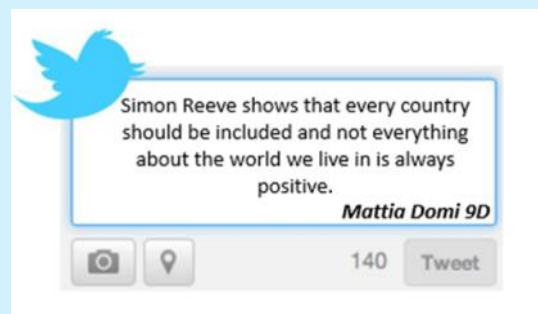 Simon Reeve shows that every country
should be included and not everything
about the world we live in is always
positive.
Mattia Domi 9D
140 Tweet